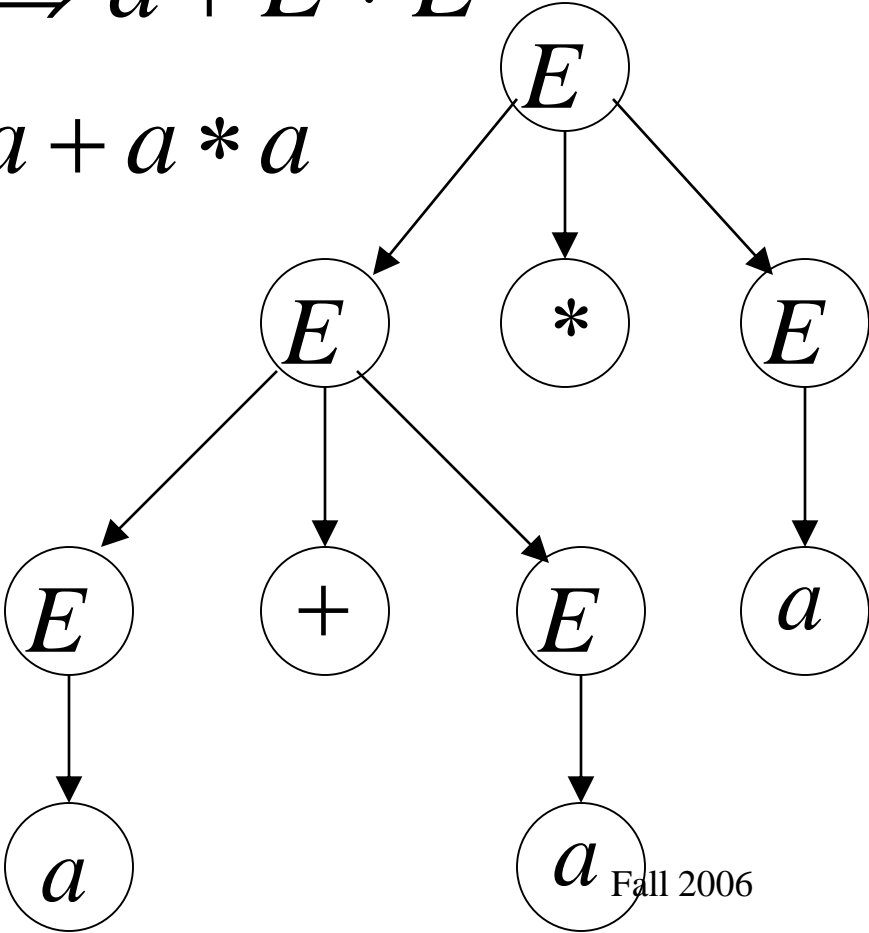 ⇒ a + E * E
a + a * a
E
E * E
E + E a
a a
Fall 2006